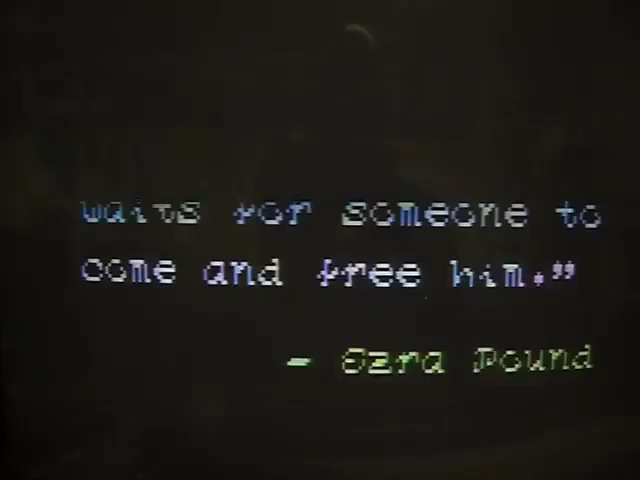 waits for someone to
come and free him."
- Ezra Pound